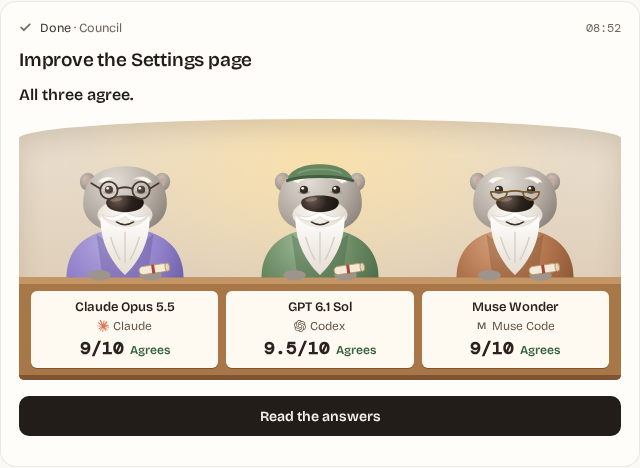 Done · Council
08:52
Improve the Settings page
All three agree.
Claude Opus 5.5
Claude
9/10 Agrees
GPT 6.1 Sol
Codex
9.5/10 Agrees
Muse Wonder
M Muse Code
9/10 Agrees
Read the answers